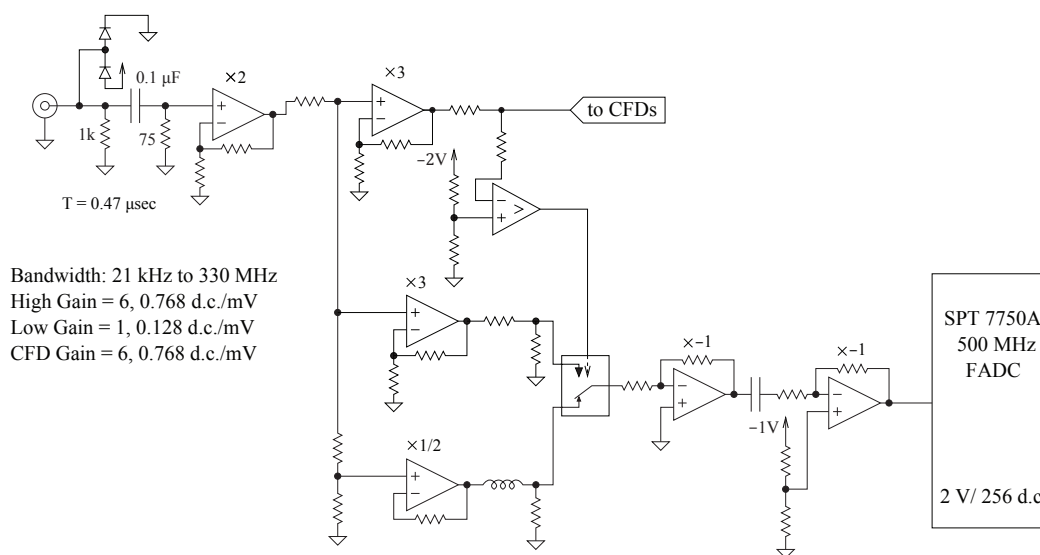 ×2
×3
0.1 µF
to CFDs
1k
75
−2V
T = 0.47 µsec
+
−
+
−
−
+
>
Bandwidth: 21 kHz to 330 MHz
High Gain = 6, 0.768 d.c./mV
Low Gain = 1, 0.128 d.c./mV
CFD Gain = 6, 0.768 d.c./mV
×3
+
−
SPT 7750A
500 MHz
FADC
×−1
×−1
−
+
−
+
−1V
×1/2
+
−
2 V/ 256 d.c